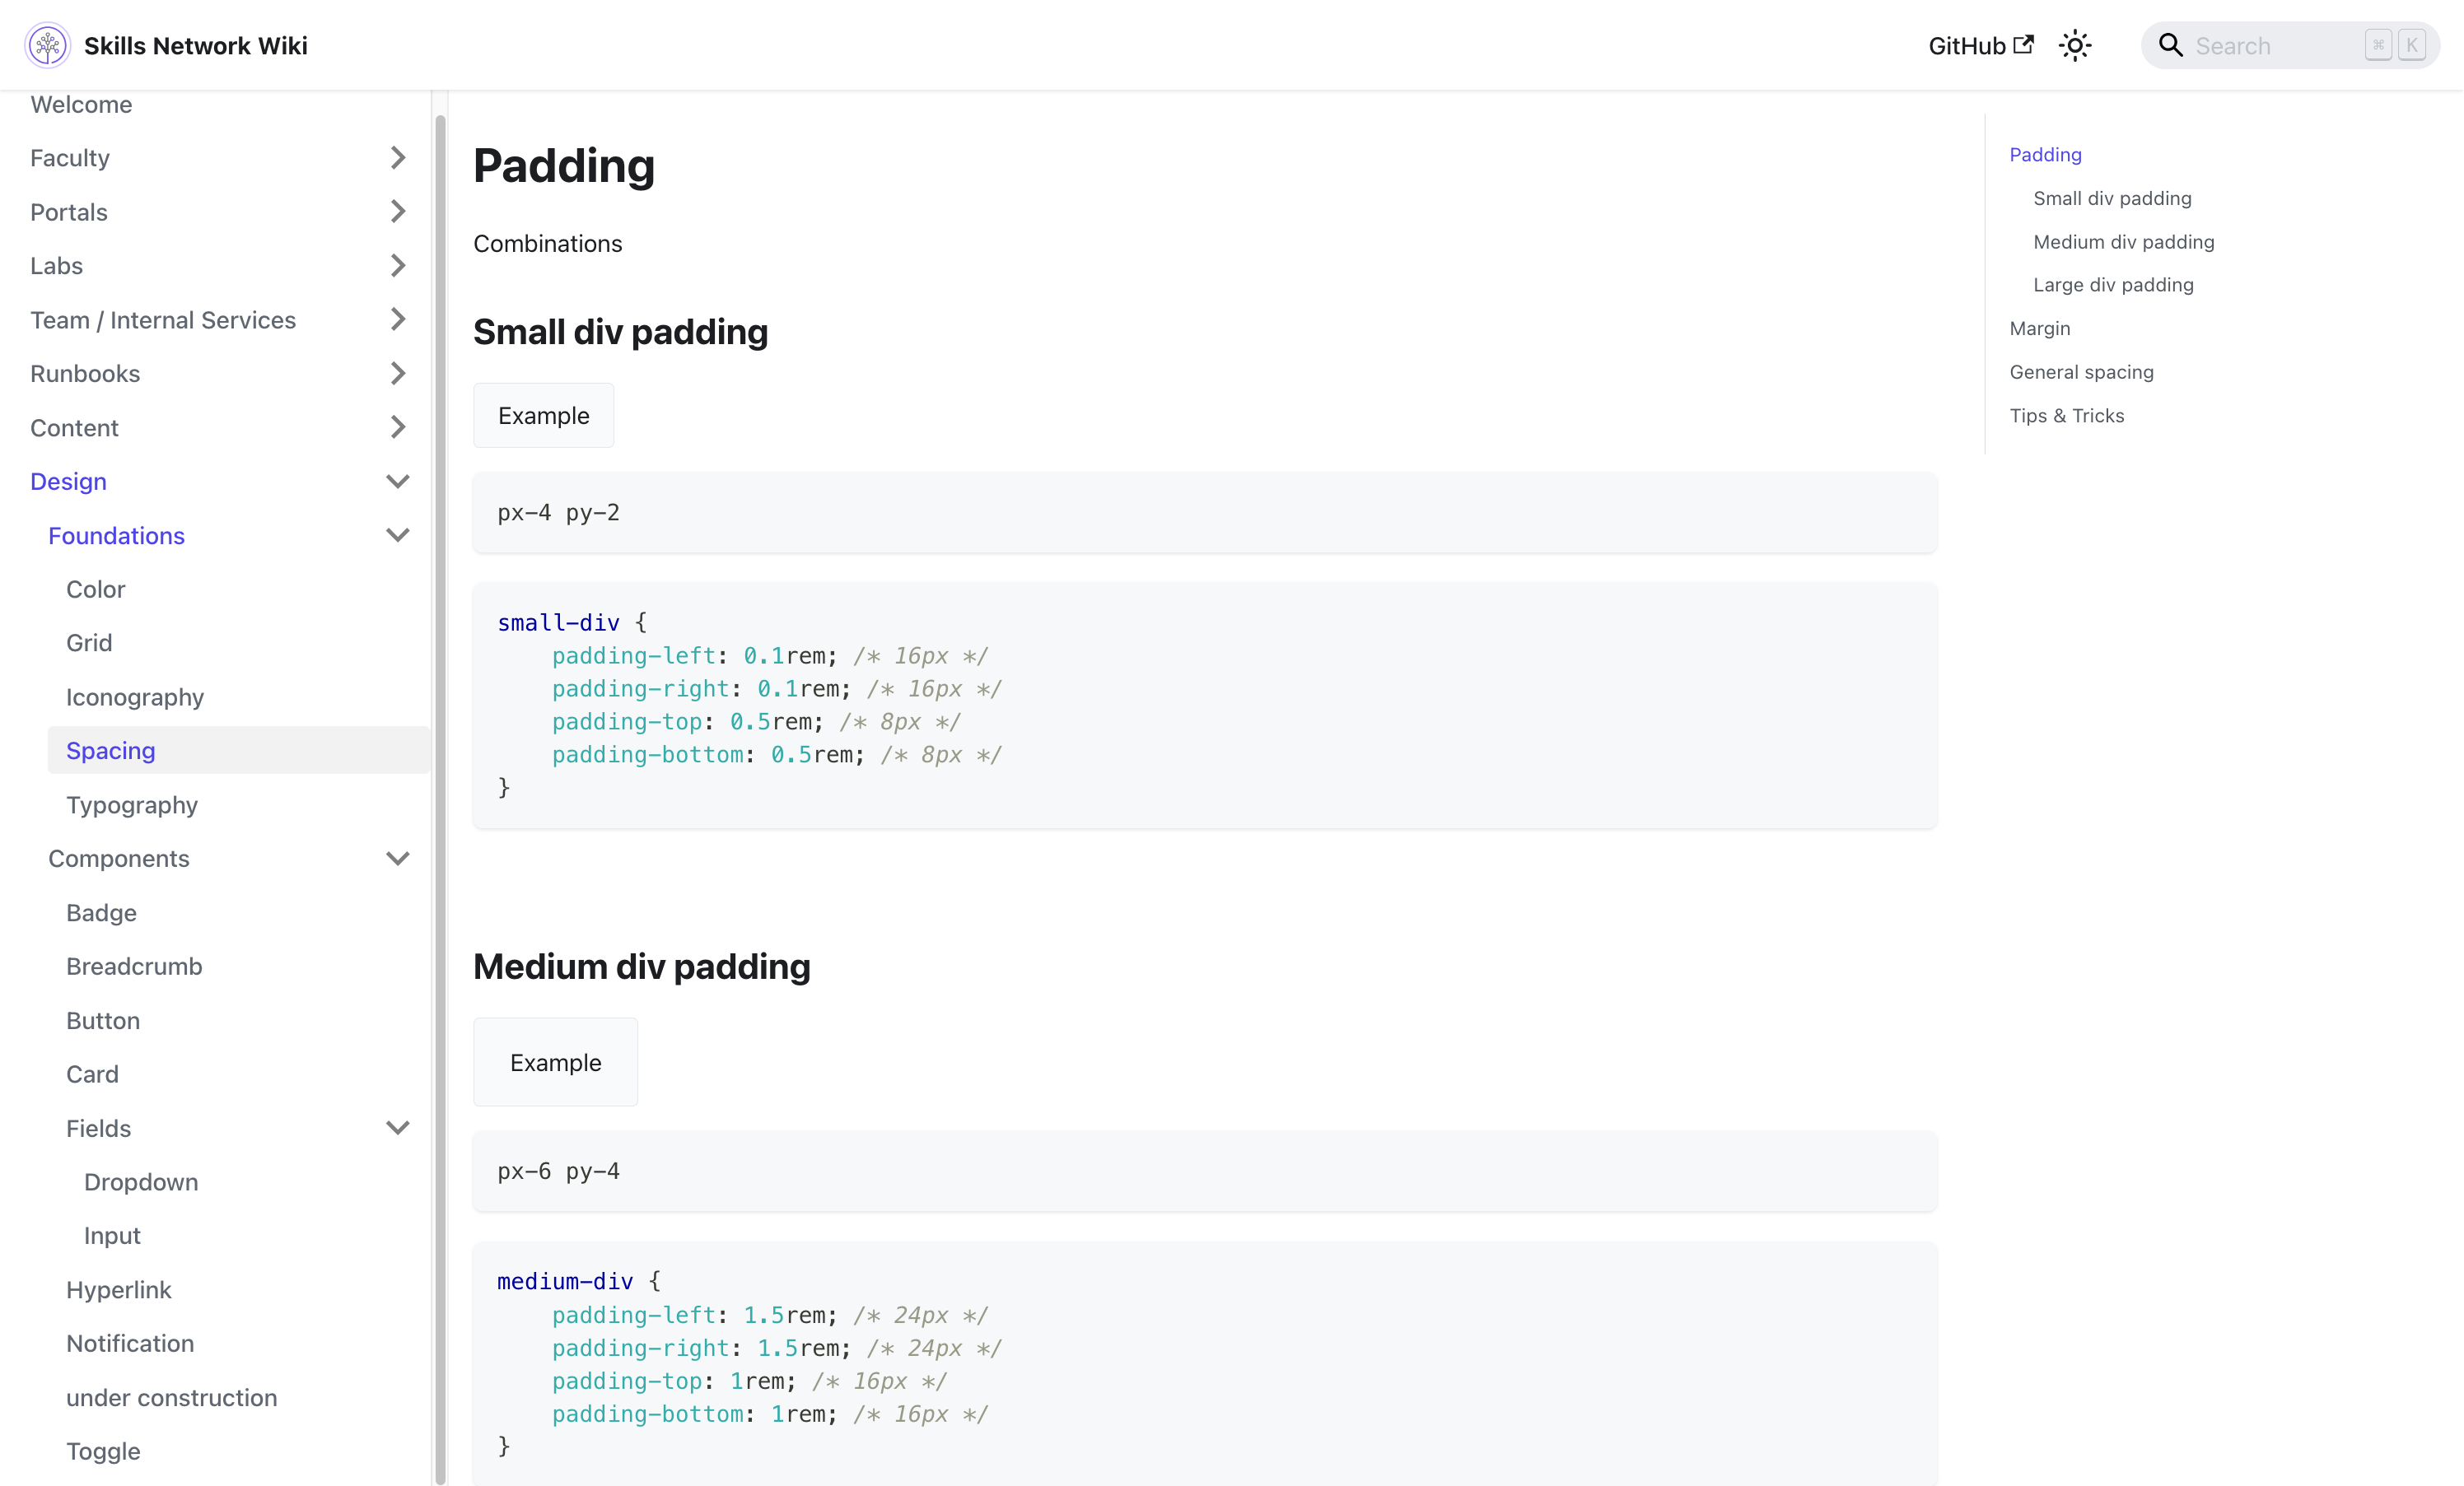 Skills Network Wiki
GitHub
Search
⌘ K
Welcome
Faculty
Portals
Labs
Team / Internal Services
Runbooks
Content
Design
Foundations
Color
Grid
Iconography
Spacing
Typography
Components
Badge
Breadcrumb
Button
Card
Fields
Dropdown
Input
Hyperlink
Notification
under construction
Toggle
Padding
Combinations
Small div padding
Example
px-4 py-2
small-div {
    padding-left: 0.1rem; /* 16px */
    padding-right: 0.1rem; /* 16px */
    padding-top: 0.5rem; /* 8px */
    padding-bottom: 0.5rem; /* 8px */
}
Medium div padding
Example
px-6 py-4
medium-div {
    padding-left: 1.5rem; /* 24px */
    padding-right: 1.5rem; /* 24px */
    padding-top: 1rem; /* 16px */
    padding-bottom: 1rem; /* 16px */
}
Padding
Small div padding
Medium div padding
Large div padding
Margin
General spacing
Tips & Tricks